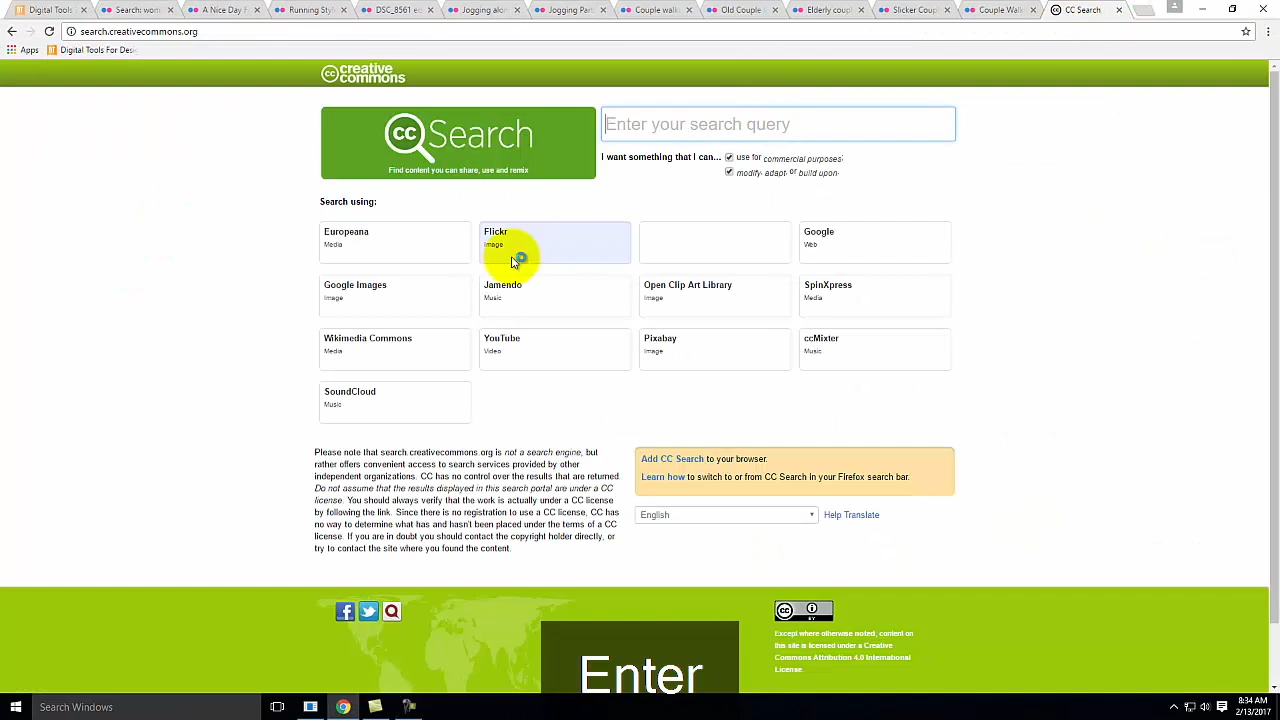 Digital Tools
Search: wom
A Nice Day f
Running Styl
DSC_8561 ec
Jogging alon
Jogging Part
Couple walk
Old Couple
Elderly coupl
Slicker Coupl
Couple Walk
CC Search
search.creativecommons.org
Apps
Digital Tools For Des
creative
commons
cc Search
Find content you can share, use and remix
Enter your search query
I want something that I can...
use for commercial purposes;
modify, adapt, or build upon.
Search using:
Europeana
Media
Flickr
Image
Google
Web
Google Images
Image
Jamendo
Music
Open Clip Art Library
Image
SpinXpress
Media
Wikimedia Commons
Media
YouTube
Video
Pixabay
Image
ccMixter
Music
SoundCloud
Music
Please note that search.creativecommons.org is not a search engine, but
rather offers convenient access to search services provided by other
independent organizations. CC has no control over the results that are returned.
Do not assume that the results displayed in this search portal are under a CC
license. You should always verify that the work is actually under a CC license
by following the link. Since there is no registration to use a CC license, CC has
no way to determine what has and hasn't been placed under the terms of a CC
license. If you are in doubt you should contact the copyright holder directly, or
try to contact the site where you found the content.
Add CC Search to your browser.
Learn how to switch to or from CC Search in your Firefox search bar.
English
Help Translate
cc
BY
Except where otherwise noted, content on
this site is licensed under a Creative
Commons Attribution 4.0 International
License.
Enter
Search Windows
8:34 AM
2/13/2017